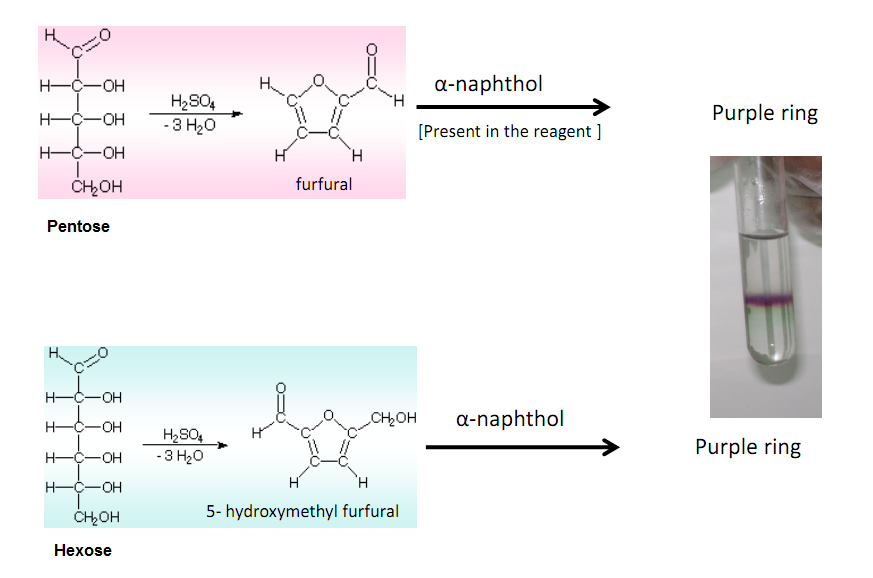 H
O
C
H—C—OH
H—C—OH
H—C—OH
CH₂OH
Pentose
H₂SO₄
- 3 H₂O
O
H
O
C
C
C
H
C—C
H
H
furfural
α-naphthol
[Present in the reagent ]
Purple ring
H
O
C
H—C—OH
H—C—OH
H—C—OH
H—C—OH
CH₂OH
Hexose
H₂SO₄
- 3 H₂O
O
C
H
O
CH₂OH
C
C
C—C
H
H
5- hydroxymethyl furfural
α-naphthol
Purple ring